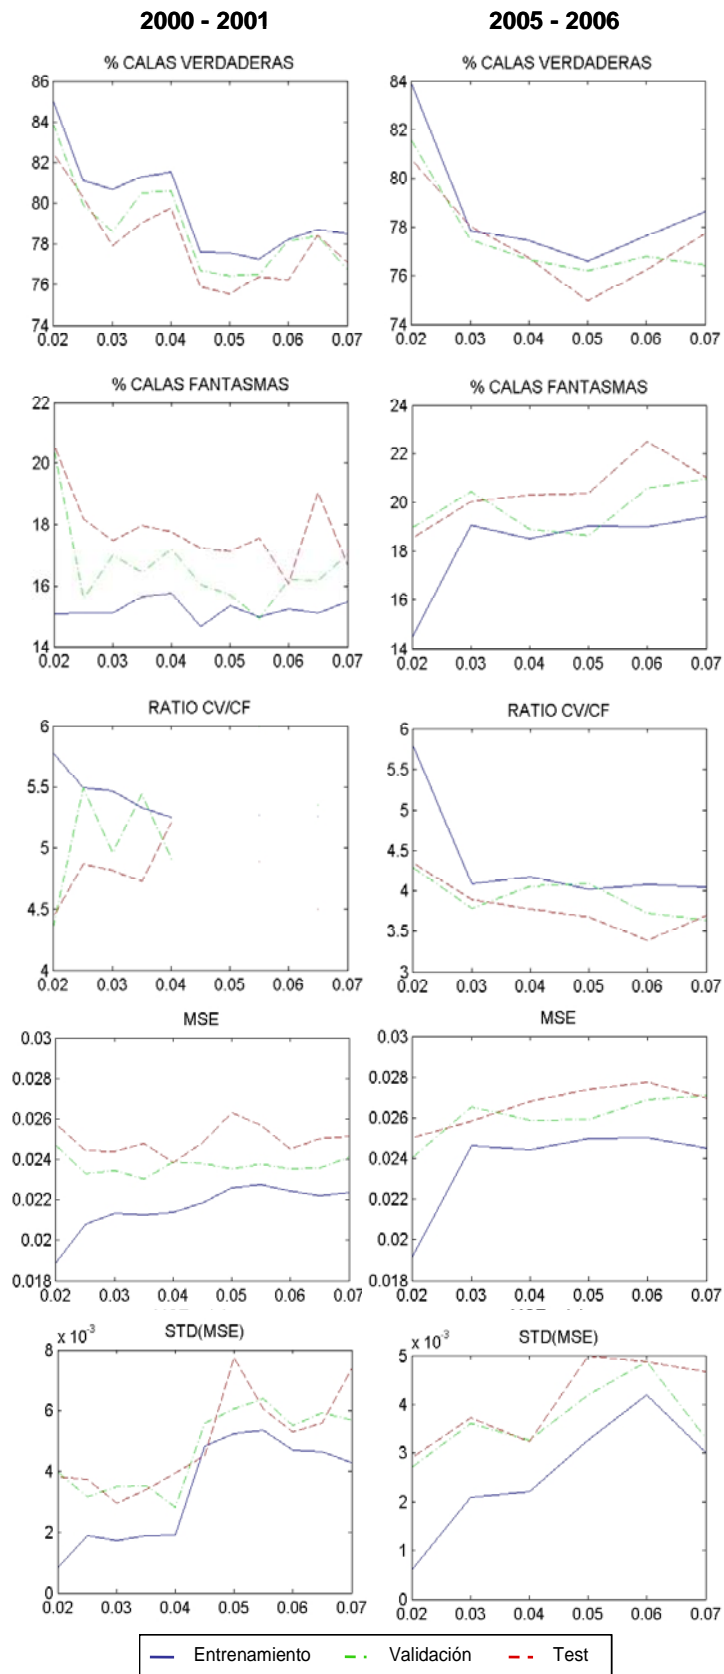 2000 - 2001
2005 - 2006
% CALAS VERDADERAS
% CALAS VERDADERAS
86
84
82
80
78
76
74
0.02 0.03 0.04 0.05 0.06 0.07
84
82
80
78
76
74
0.02 0.03 0.04 0.05 0.06 0.07
% CALAS FANTASMAS
% CALAS FANTASMAS
22
20
18
16
14
0.02 0.03 0.04 0.05 0.06 0.07
24
22
20
18
16
14
0.02 0.03 0.04 0.05 0.06 0.07
RATIO CV/CF
RATIO CV/CF
6
5.5
5
4.5
4
0.02 0.03 0.04 0.05 0.06 0.07
6
5.5
5
4.5
4
3.5
3
0.02 0.03 0.04 0.05 0.06 0.07
MSE
MSE
0.03
0.028
0.026
0.024
0.022
0.02
0.018
0.02 0.03 0.04 0.05 0.06 0.07
0.03
0.028
0.026
0.024
0.022
0.02
0.018
0.02 0.03 0.04 0.05 0.06 0.07
x 10⁻³
STD(MSE)
8
6
4
2
0
0.02 0.03 0.04 0.05 0.06 0.07
x 10⁻³
STD(MSE)
5
4
3
2
1
0
0.02 0.03 0.04 0.05 0.06 0.07
Entrenamiento Validación Test